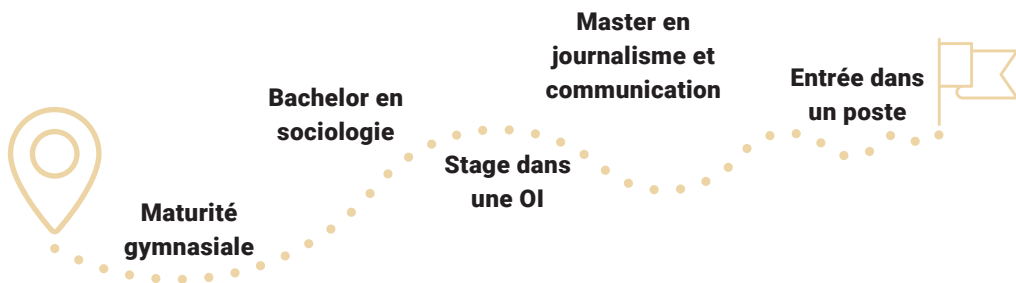 Maturité
gymnasiale
Bachelor en
sociologie
Stage dans
une OI
Master en
journalisme et
communication
Entrée dans
un poste